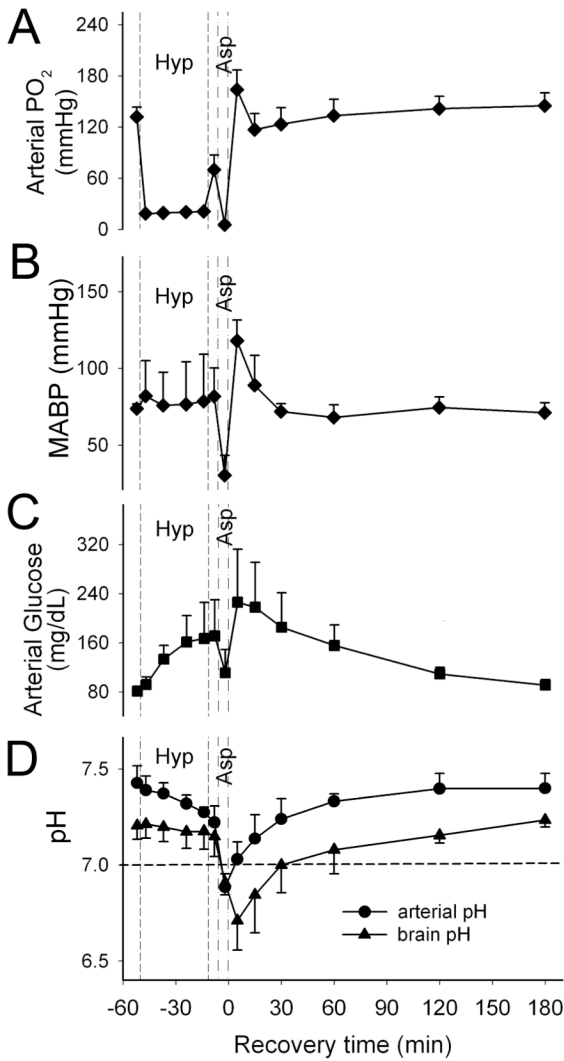 A
Arterial PO2
(mmHg)
240
180
120
60
0
Hyp
Asp
B
MABP (mmHg)
150
100
50
Hyp
Asp
C
Arterial Glucose
(mg/dL)
320
240
160
80
Hyp
Asp
D
pH
7.5
7.0
6.5
Hyp
Asp
arterial pH
brain pH
-60 -30 0 30 60 90 120 150 180
Recovery time (min)